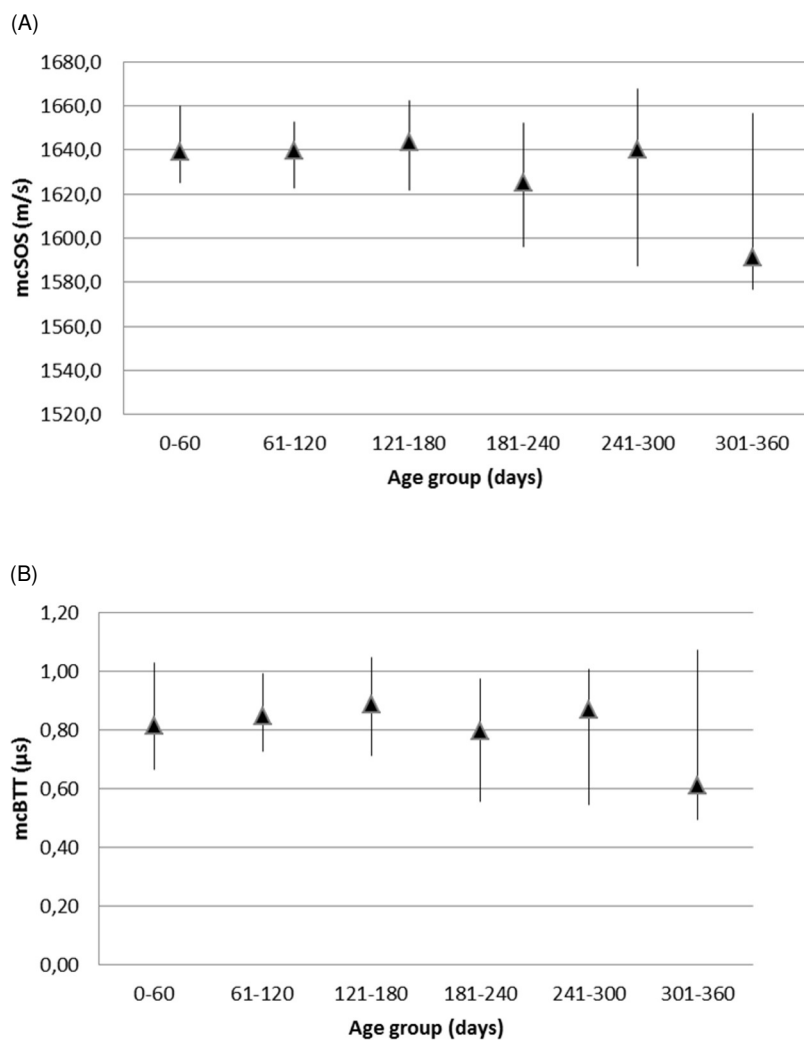 (A)
1680,0
1660,0
1640,0
1620,0
1600,0
1580,0
1560,0
1540,0
1520,0
mcSOS (m/s)
0-60 61-120 121-180 181-240 241-300 301-360
Age group (days)
(B)
1,20
1,00
0,80
0,60
0,40
0,20
0,00
mcBTT (µs)
0-60 61-120 121-180 181-240 241-300 301-360
Age group (days)